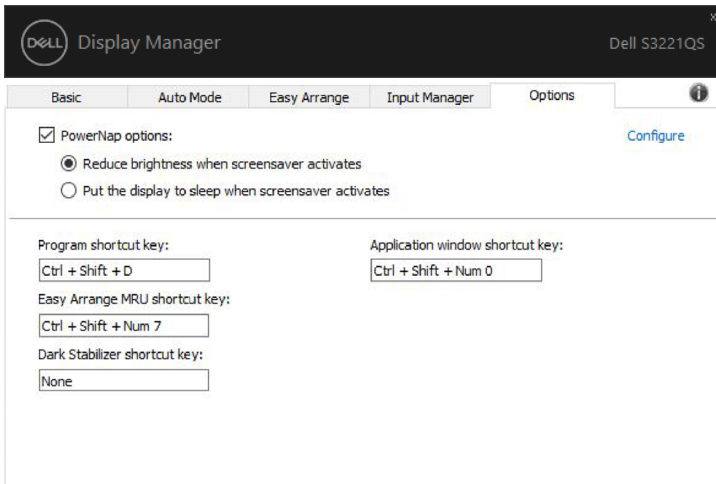 DELL Display Manager
Dell S3221QS
Basic Auto Mode Easy Arrange Input Manager Options
PowerNap options: Configure
Reduce brightness when screensaver activates
Put the display to sleep when screensaver activates
Program shortcut key: Application window shortcut key:
Ctrl + Shift + D Ctrl + Shift + Num 0
Easy Arrange MRU shortcut key:
Ctrl + Shift + Num 7
Dark Stabilizer shortcut key:
None